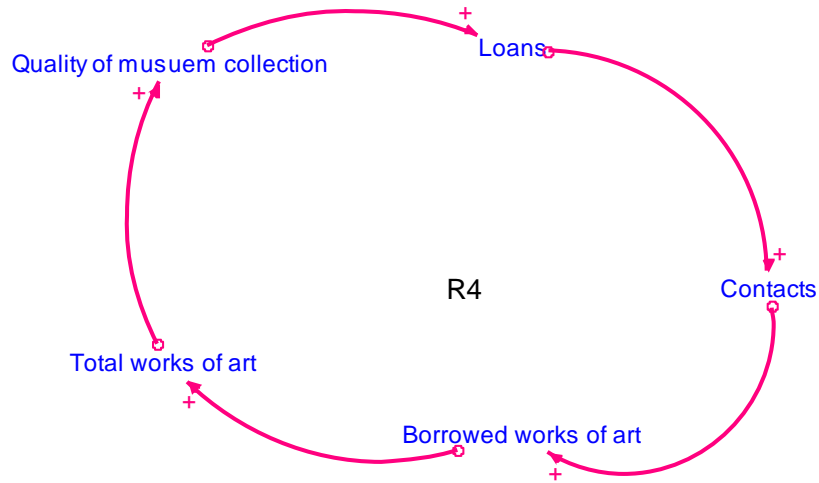 +
Loans
Quality of musuem collection
+
+
Contacts
R4
Total works of art
+
Borrowed works of art
+